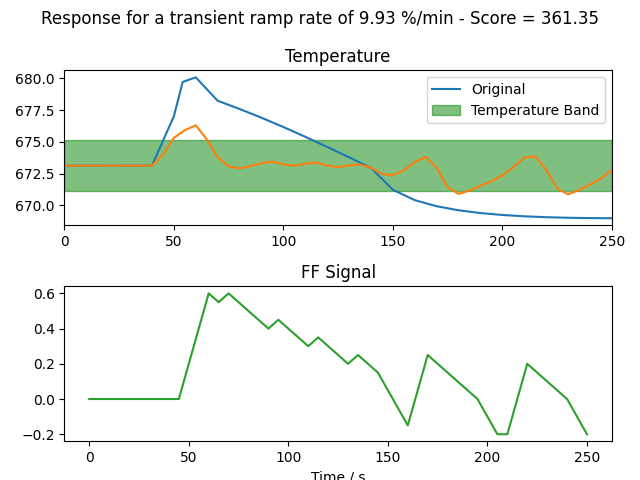 Response for a transient ramp rate of 9.93 %/min - Score = 361.35
Temperature
680.0
677.5
675.0
672.5
670.0
Original
Temperature Band
0 50 100 150 200 250
FF Signal
0.6
0.4
0.2
0.0
−0.2
0 50 100 150 200 250
Time / s